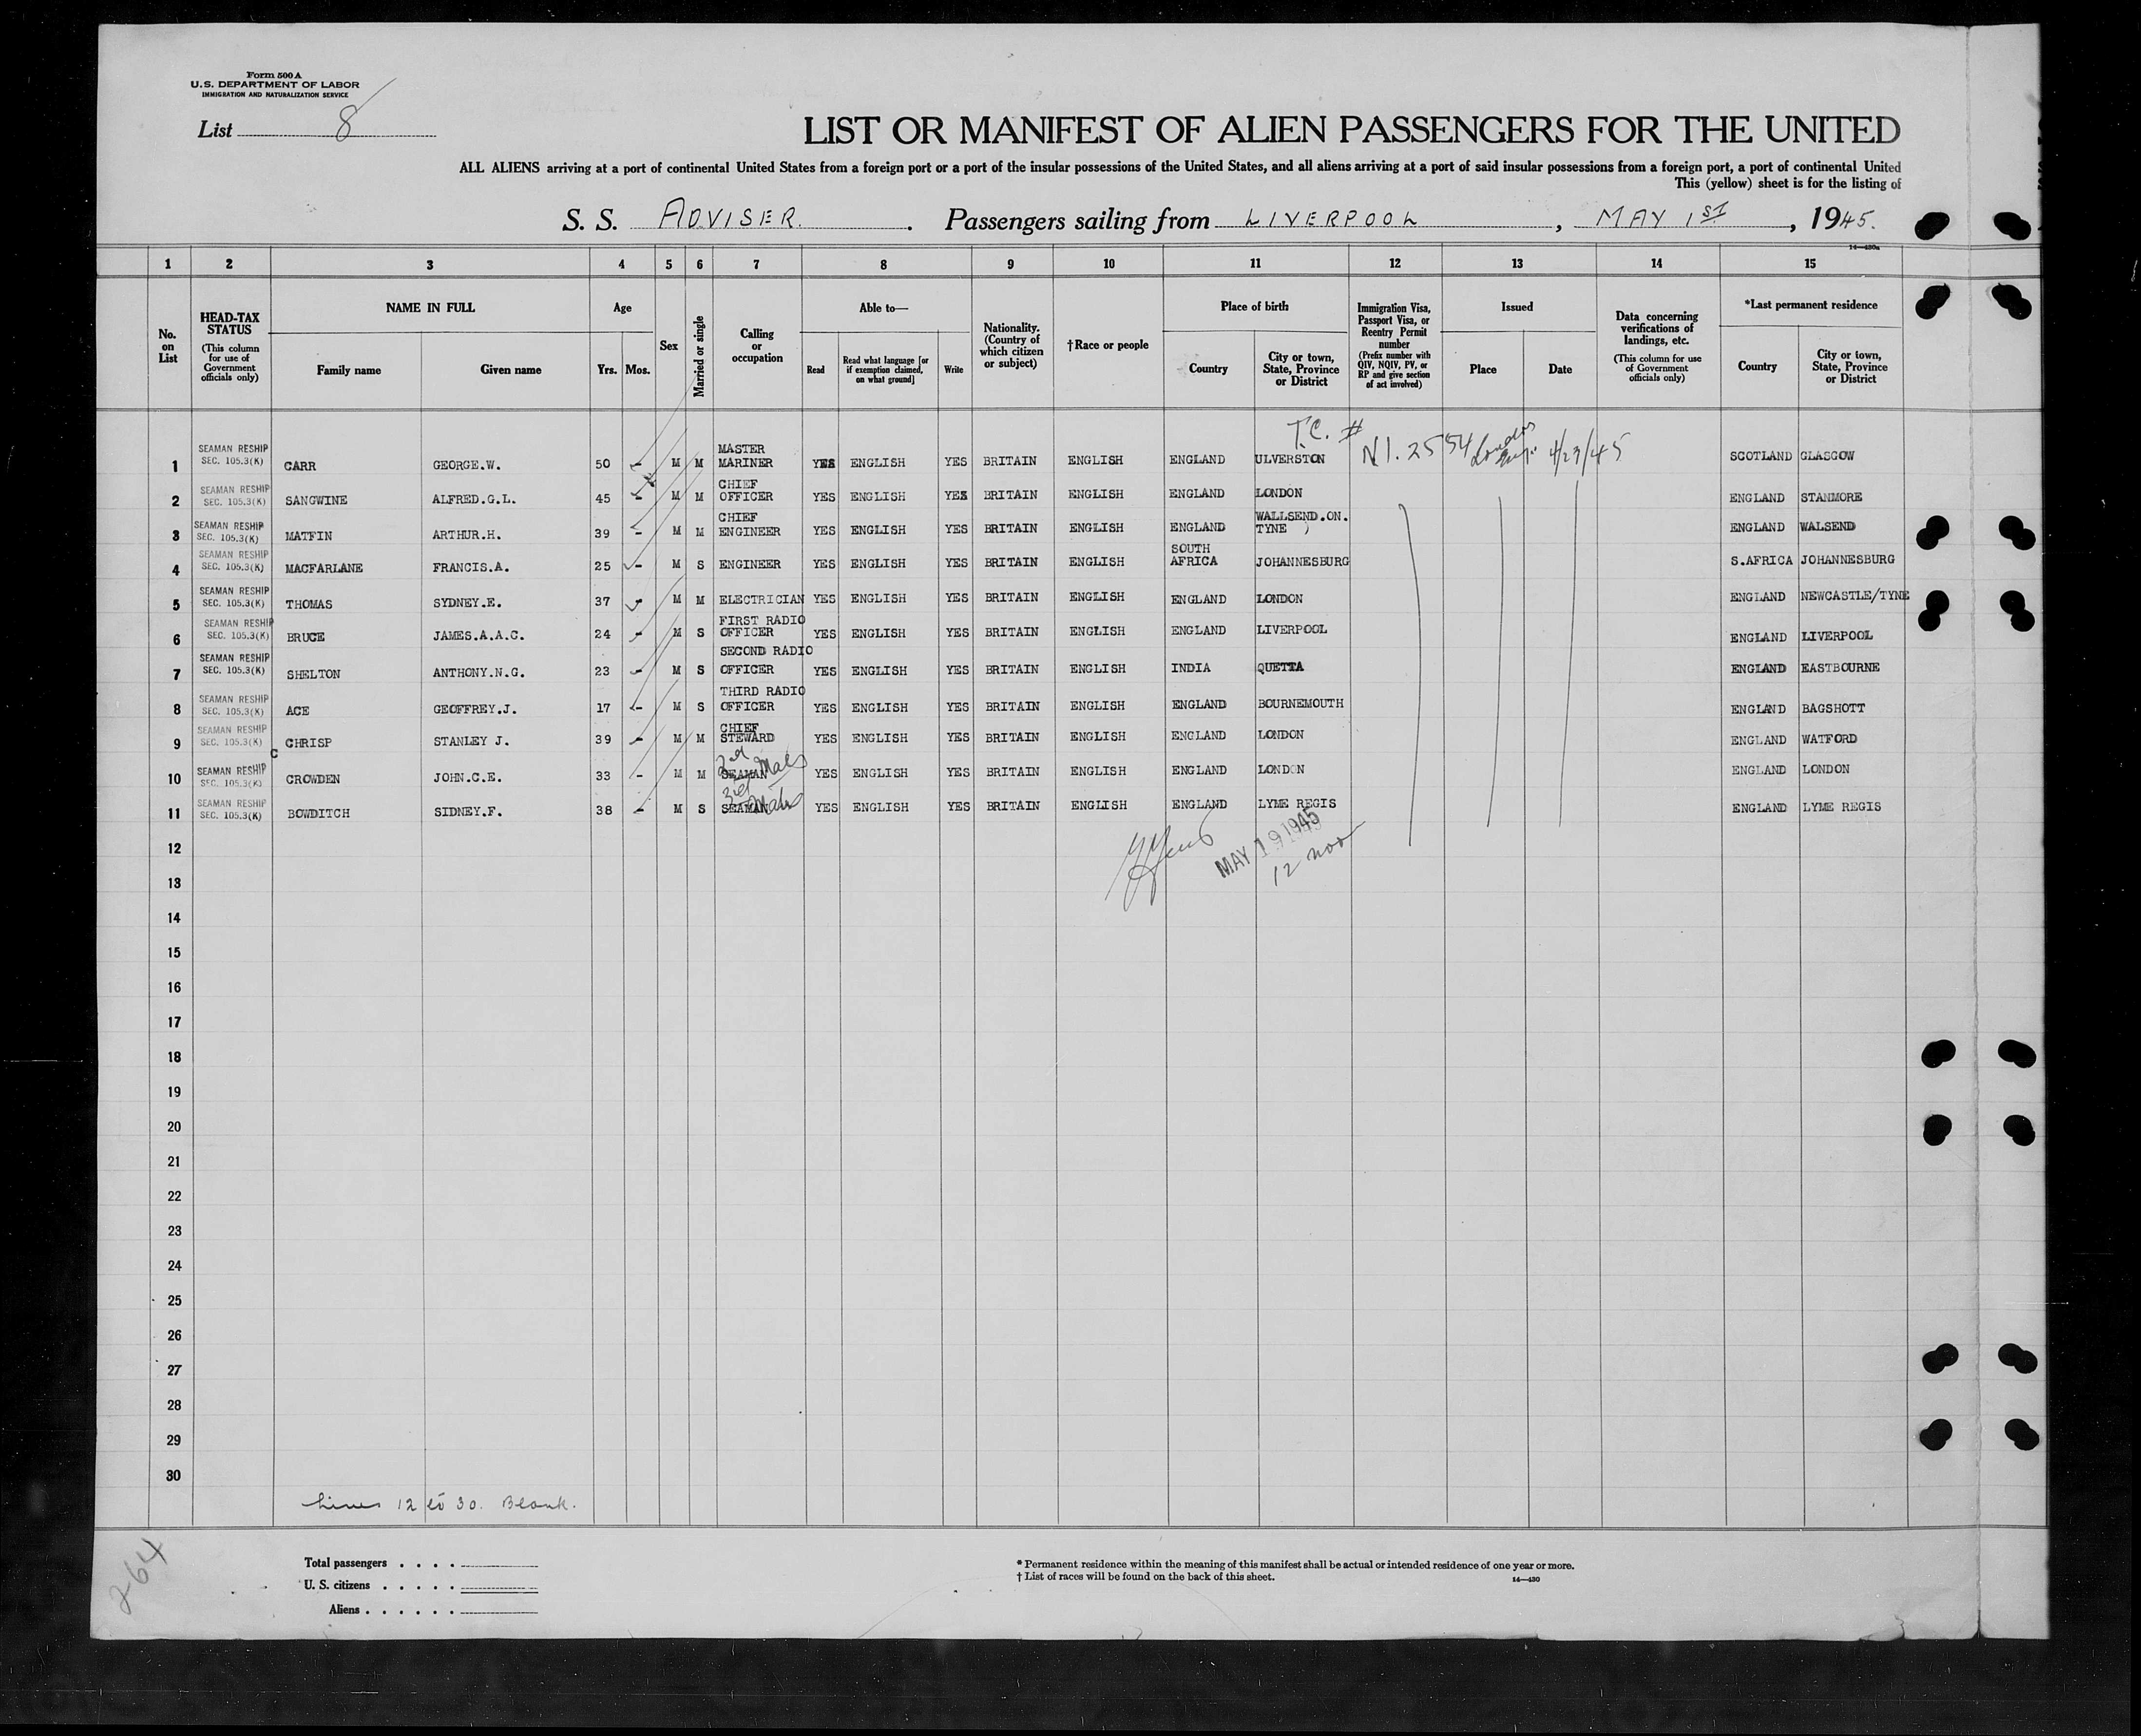 Form 500 A
U.S. DEPARTMENT OF LABOR
IMMIGRATION AND NATURALIZATION SERVICE
List 8
LIST OR MANIFEST OF ALIEN PASSENGERS FOR THE UNITED
ALL ALIENS arriving at a port of continental United States from a foreign port or a port of the insular possessions of the United States, and all aliens arriving at a port of said insular possessions from a foreign port, a port of continental United
This (yellow) sheet is for the listing of
S. S. ADVISER. Passengers sailing from LIVERPOOL, MAY 1ST, 1945.
14—430a
1 2 3 4 5 6 7 8 9 10 11 12 13 14 15
No. on List
HEAD-TAX STATUS (This column for use of Government officials only)
NAME IN FULL
Family name Given name
Age
Yrs. Mos.
Sex
Married or single
Calling or occupation
Able to—
Read Read what language [or if exemption claimed, on what ground] Write
Nationality. (Country of which citizen or subject)
†Race or people
Place of birth
Country City or town, State, Province or District
Immigration Visa, Passport Visa, or Reentry Permit number (Prefix number with QIV, NQIV, PV, or RP and give section of act involved)
Issued
Place Date
Data concerning verifications of landings, etc. (This column for use of Government officials only)
*Last permanent residence
Country City or town, State, Province or District
T.C. #
1 SEAMAN RESHIP SEC. 105.3(K) CARR GEORGE.W. 50 - M M MASTER MARINER YES ENGLISH YES BRITAIN ENGLISH ENGLAND ULVERSTON N1.2554 London 4/23/45 SCOTLAND GLASGOW
2 SEAMAN RESHIP SEC. 105.3(K) SANGWINE ALFRED.G.L. 45 - M M CHIEF OFFICER YES ENGLISH YES BRITAIN ENGLISH ENGLAND LONDON ENGLAND STANMORE
3 SEAMAN RESHIP SEC. 105.3(K) MATFIN ARTHUR.H. 39 - M M CHIEF ENGINEER YES ENGLISH YES BRITAIN ENGLISH ENGLAND WALLSEND.ON.TYNE ENGLAND WALSEND
4 SEAMAN RESHIP SEC. 105.3(K) MACFARLANE FRANCIS.A. 25 - M S ENGINEER YES ENGLISH YES BRITAIN ENGLISH SOUTH AFRICA JOHANNESBURG S.AFRICA JOHANNESBURG
5 SEAMAN RESHIP SEC. 105.3(K) THOMAS SYDNEY.E. 37 - M M ELECTRICIAN YES ENGLISH YES BRITAIN ENGLISH ENGLAND LONDON ENGLAND NEWCASTLE/TYNE
6 SEAMAN RESHIP SEC. 105.3(K) BRUCE JAMES.A.A.C. 24 - M S FIRST RADIO OFFICER YES ENGLISH YES BRITAIN ENGLISH ENGLAND LIVERPOOL ENGLAND LIVERPOOL
7 SEAMAN RESHIP SEC. 105.3(K) SHELTON ANTHONY.N.G. 23 - M S SECOND RADIO OFFICER YES ENGLISH YES BRITAIN ENGLISH INDIA QUETTA ENGLAND EASTBOURNE
8 SEAMAN RESHIP SEC. 105.3(K) ACE GEOFFREY.J. 17 - M S THIRD RADIO OFFICER YES ENGLISH YES BRITAIN ENGLISH ENGLAND BOURNEMOUTH ENGLAND BAGSHOTT
9 SEAMAN RESHIP SEC. 105.3(K) CHRISP STANLEY J. 39 - M M CHIEF STEWARD YES ENGLISH YES BRITAIN ENGLISH ENGLAND LONDON ENGLAND WATFORD
C
10 SEAMAN RESHIP SEC. 105.3(K) CROWDEN JOHN.C.E. 33 - M M SEAMAN 2nd Mate YES ENGLISH YES BRITAIN ENGLISH ENGLAND LONDON ENGLAND LONDON
11 SEAMAN RESHIP SEC. 105.3(K) BOWDITCH SIDNEY.F. 38 - M S SEAMAN 3rd Mate YES ENGLISH YES BRITAIN ENGLISH ENGLAND LYME REGIS ENGLAND LYME REGIS
12 MAY 19 1945
12 noon
13
14
15
16
17
18
19
20
21
22
23
24
25
26
27
28
29
30
Lines 12 to 30. Blank.
264
Total passengers . . . .
U. S. citizens . . . . .
Aliens . . . . . .
* Permanent residence within the meaning of this manifest shall be actual or intended residence of one year or more.
† List of races will be found on the back of this sheet.
14—430